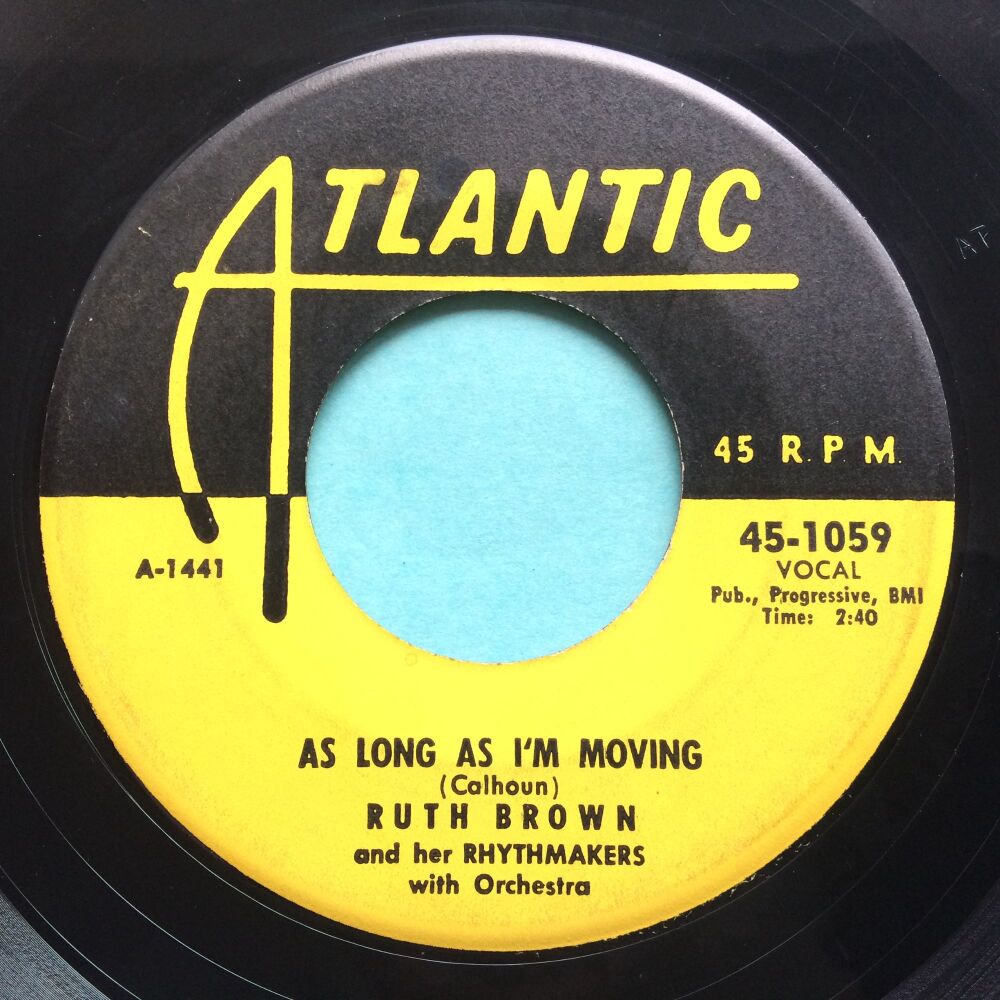 ATLANTIC
45 R.P.M.
A-1441
45-1059
VOCAL
Pub., Progressive, BMI
Time: 2:40
AS LONG AS I'M MOVING
(Calhoun)
RUTH BROWN
and her RHYTHMAKERS
with Orchestra